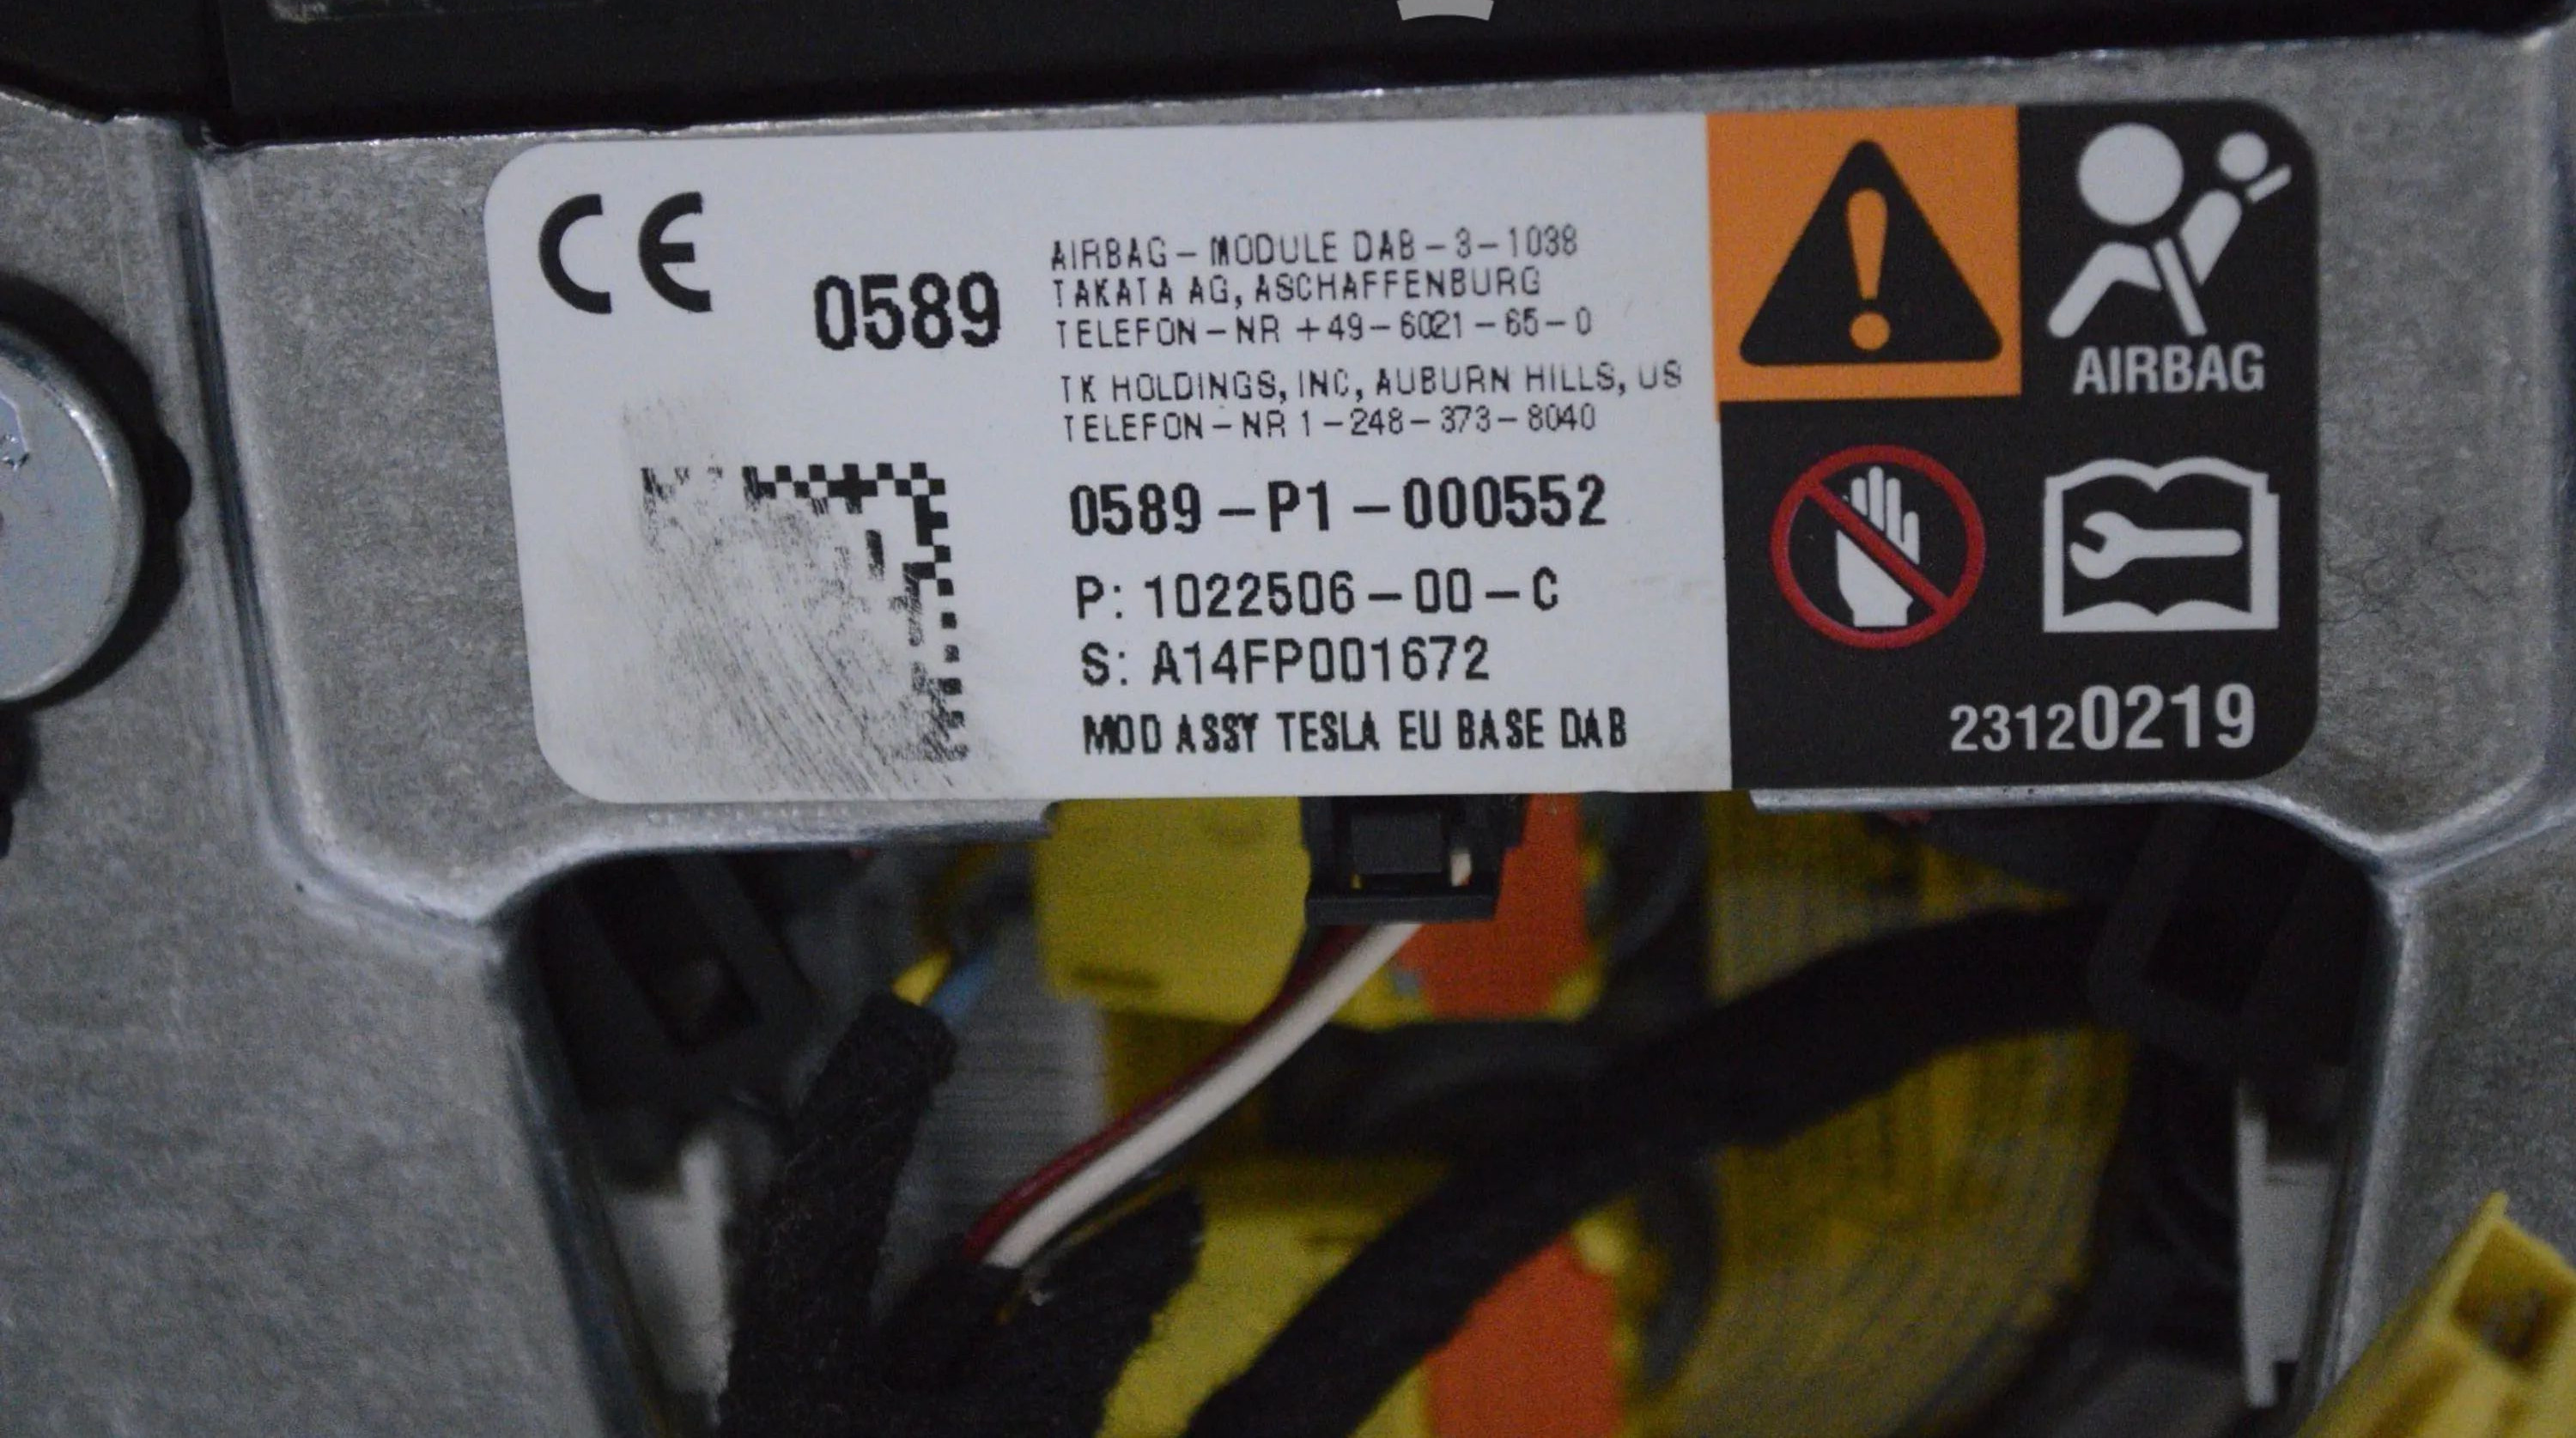 CE
0589
AIRBAG - MODULE DAB - 3 - 1038
TAKATA AG, ASCHAFFENBURG
TELEFON - NR +49 - 6021 - 65 - 0
TK HOLDINGS, INC, AUBURN HILLS, US
TELEFON - NR 1 - 248 - 373 - 8040
0589 - P1 - 000552
P: 1022506 - 00 - C
S: A14FP001672
MOD ASSY TESLA EU BASE DAB
AIRBAG
23120219